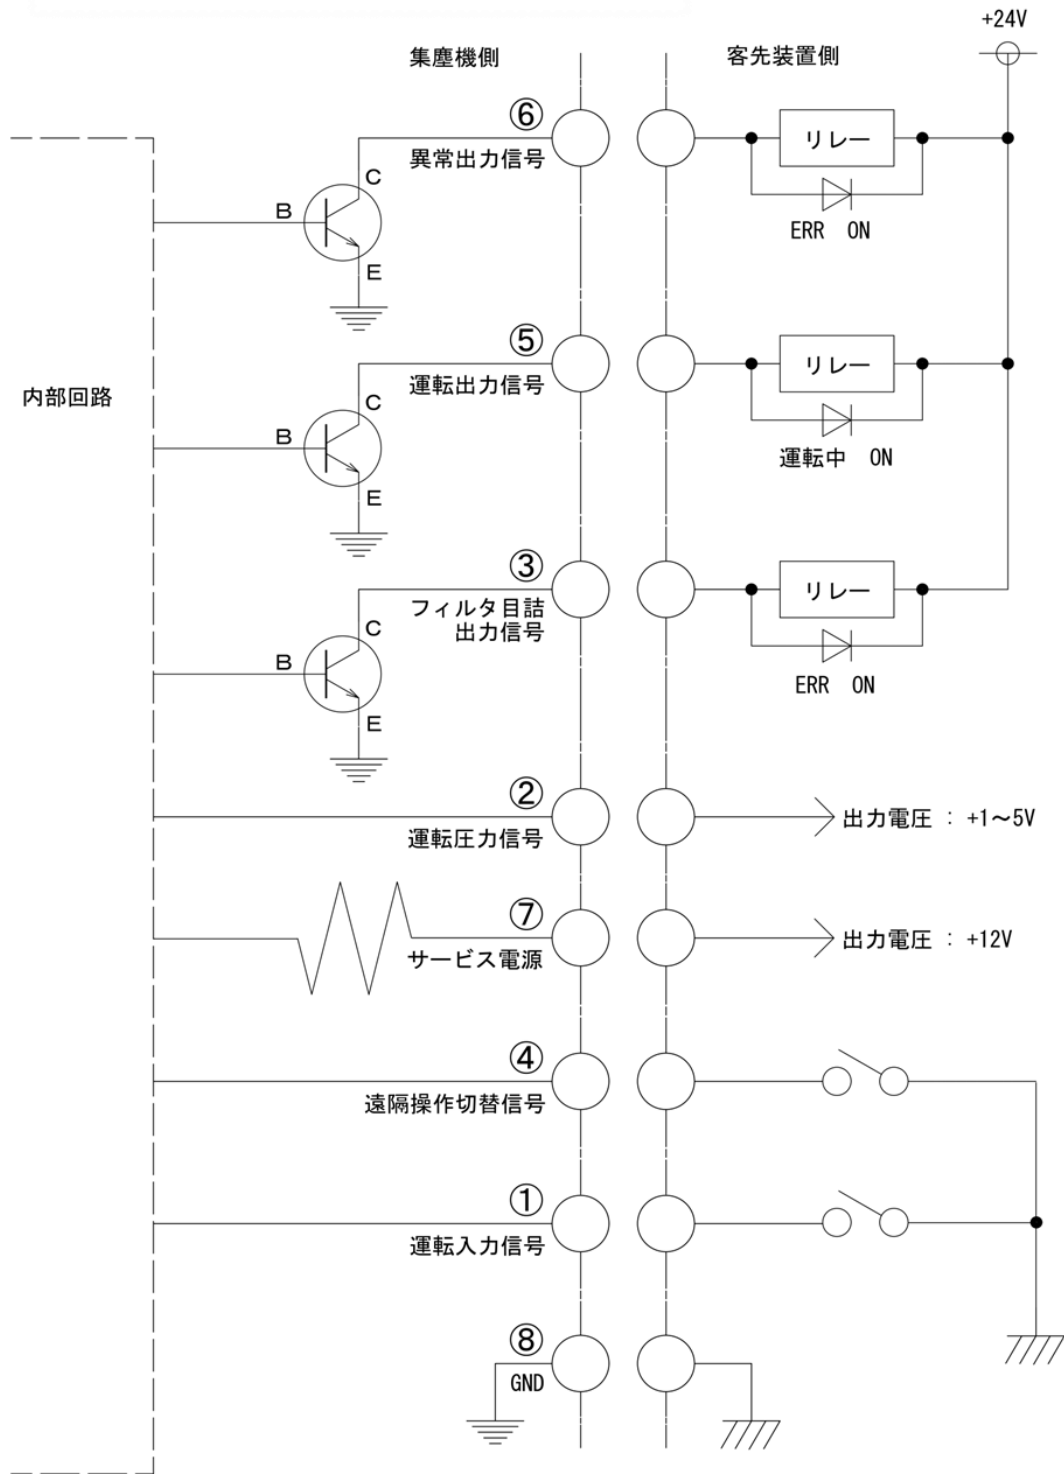 +24V
集塵機側
客先装置側
⑥
異常出力信号
リレー
C
B
E
ERR ON
内部回路
⑤
運転出力信号
リレー
C
B
E
運転中 ON
③
フィルタ目詰
出力信号
リレー
C
B
E
ERR ON
②
運転圧力信号
出力電圧 : +1～5V
⑦
サービス電源
出力電圧 : +12V
④
遠隔操作切替信号
①
運転入力信号
⑧
GND